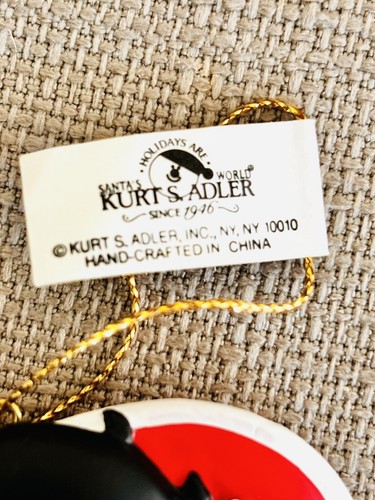 HOLIDAYS ARE
SANTA'S WORLD®
KURT S. ADLER
SINCE 1946
© KURT S. ADLER, INC., NY, NY 10010
HAND-CRAFTED IN CHINA